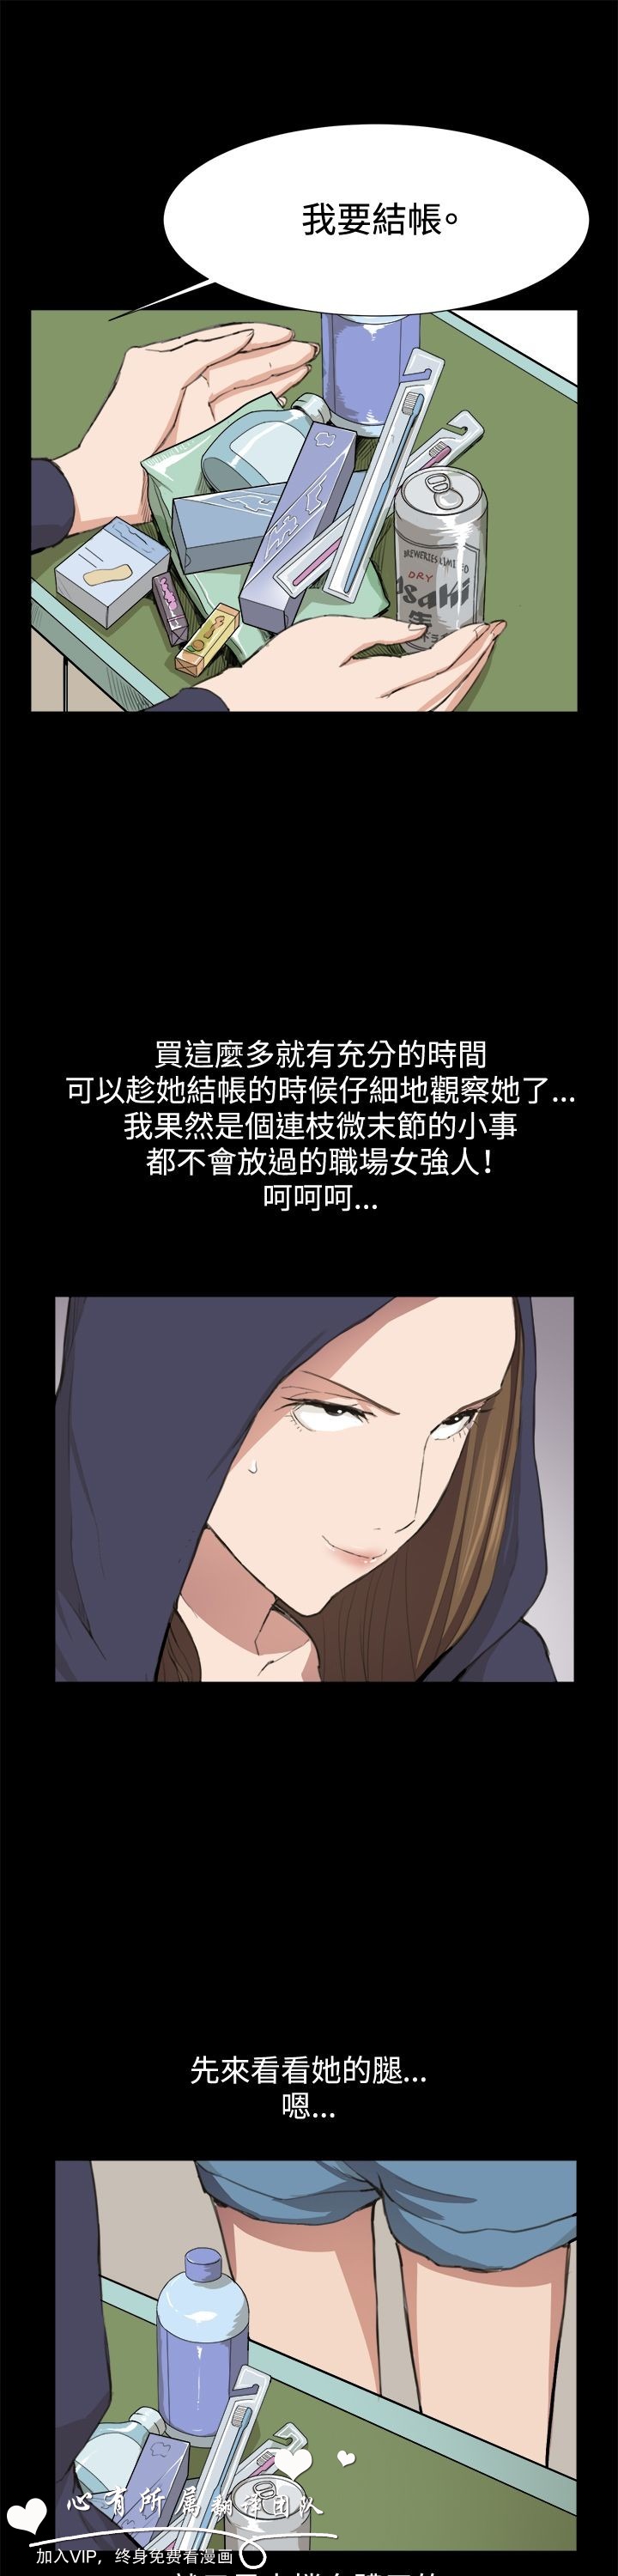 我要結帳。
BREWERIES LIMITED
DRY
Asahi
買這麼多就有充分的時間
可以趁她結帳的時候仔細地觀察她了...
我果然是個連枝微末節的小事
都不會放過的職場女強人！
呵呵呵...
先來看看她的腿...
嗯...
心有所属翻译团队
加入VIP，终身免费看漫画